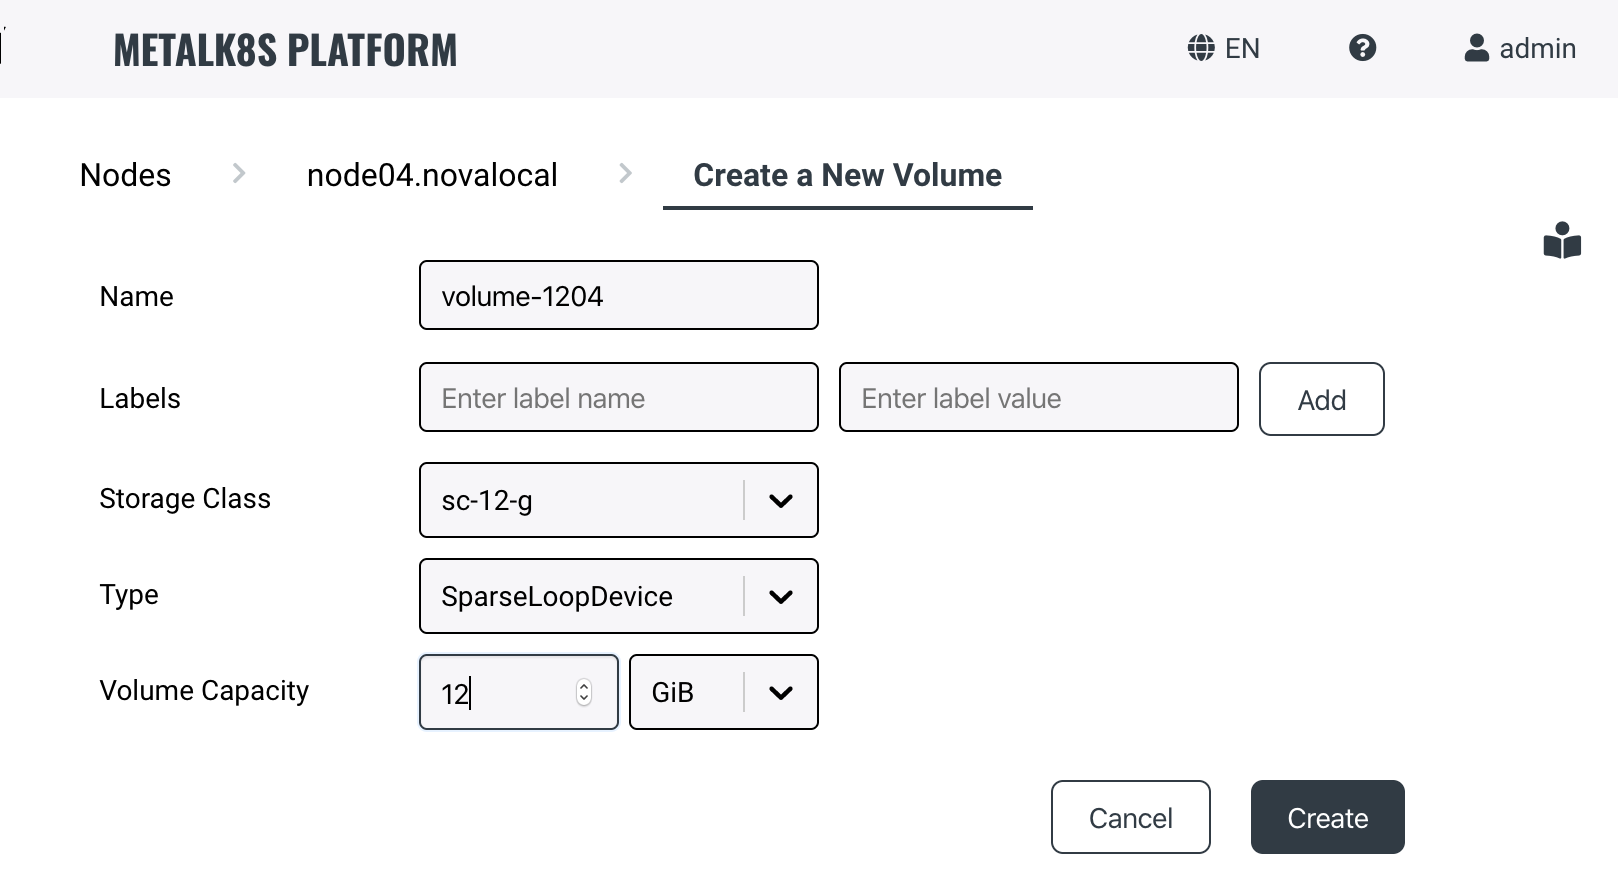 METALK8S PLATFORM EN admin
Nodes node04.novalocal Create a New Volume
Name volume-1204
Labels Enter label name Enter label value Add
Storage Class sc-12-g
Type SparseLoopDevice
Volume Capacity 12 GiB
Cancel Create